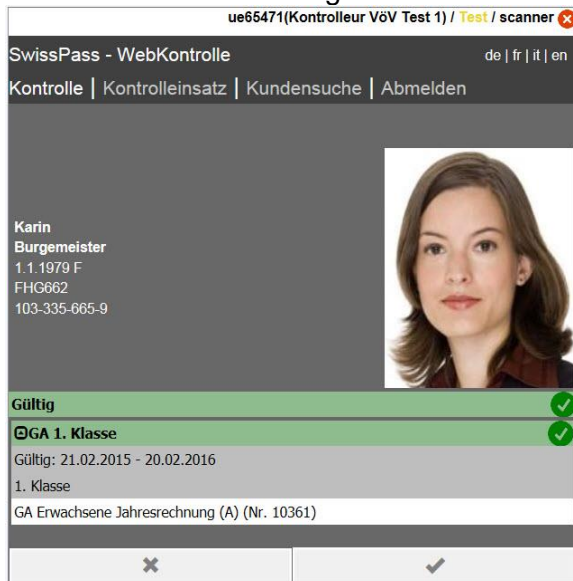 ue65471(Kontrolleur VöV Test 1) / Test / scanner
SwissPass - WebKontrolle de | fr | it | en
Kontrolle | Kontrolleinsatz | Kundensuche | Abmelden
Karin
Burgemeister
1.1.1979 F
FHG662
103-335-665-9
Gültig
GA 1. Klasse
Gültig: 21.02.2015 - 20.02.2016
1. Klasse
GA Erwachsene Jahresrechnung (A) (Nr. 10361)